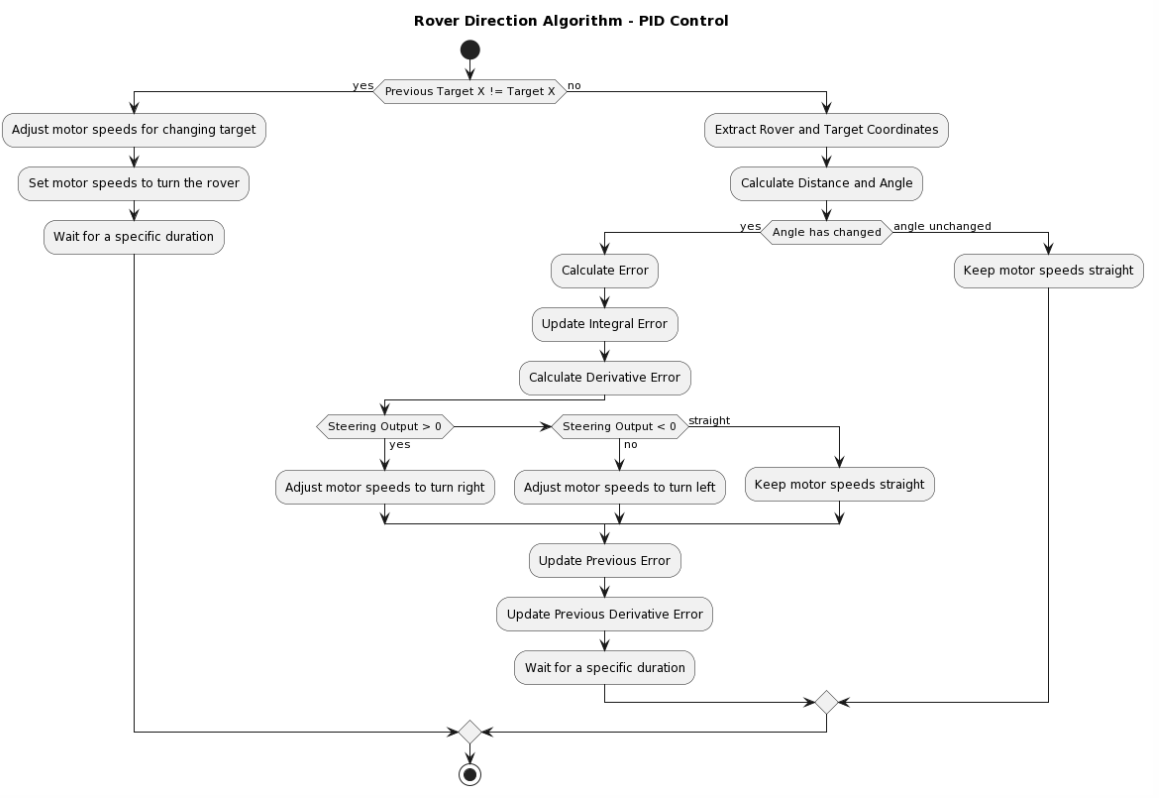 Rover Direction Algorithm - PID Control
yes
Previous Target X != Target X
no
Adjust motor speeds for changing target
Set motor speeds to turn the rover
Wait for a specific duration
Extract Rover and Target Coordinates
Calculate Distance and Angle
yes
Angle has changed
angle unchanged
Calculate Error
Update Integral Error
Calculate Derivative Error
Keep motor speeds straight
Steering Output > 0
Steering Output < 0
straight
yes
no
Adjust motor speeds to turn right
Adjust motor speeds to turn left
Keep motor speeds straight
Update Previous Error
Update Previous Derivative Error
Wait for a specific duration